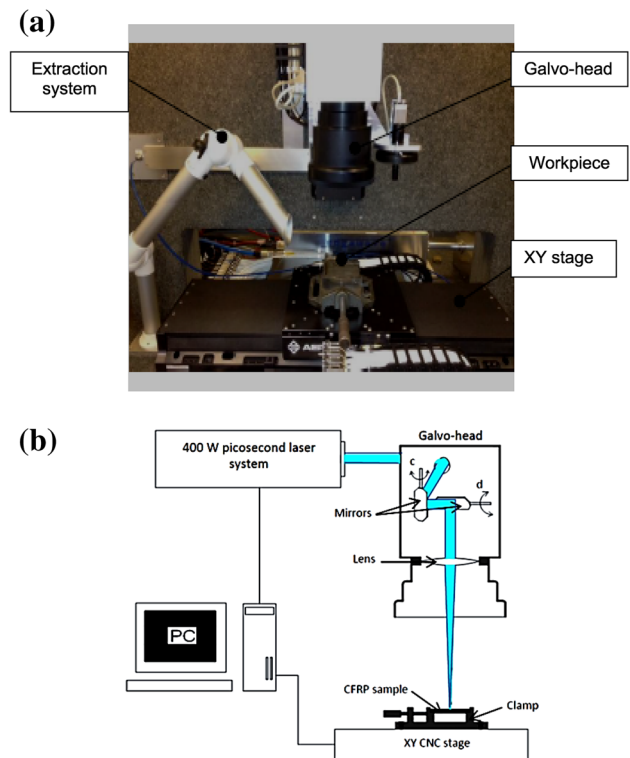 (a)
Extraction
system
Galvo-head
Workpiece
XY stage
(b)
400 W picosecond laser
system
Galvo-head
c
d
Mirrors
Lens
PC
CFRP sample
Clamp
XY CNC stage